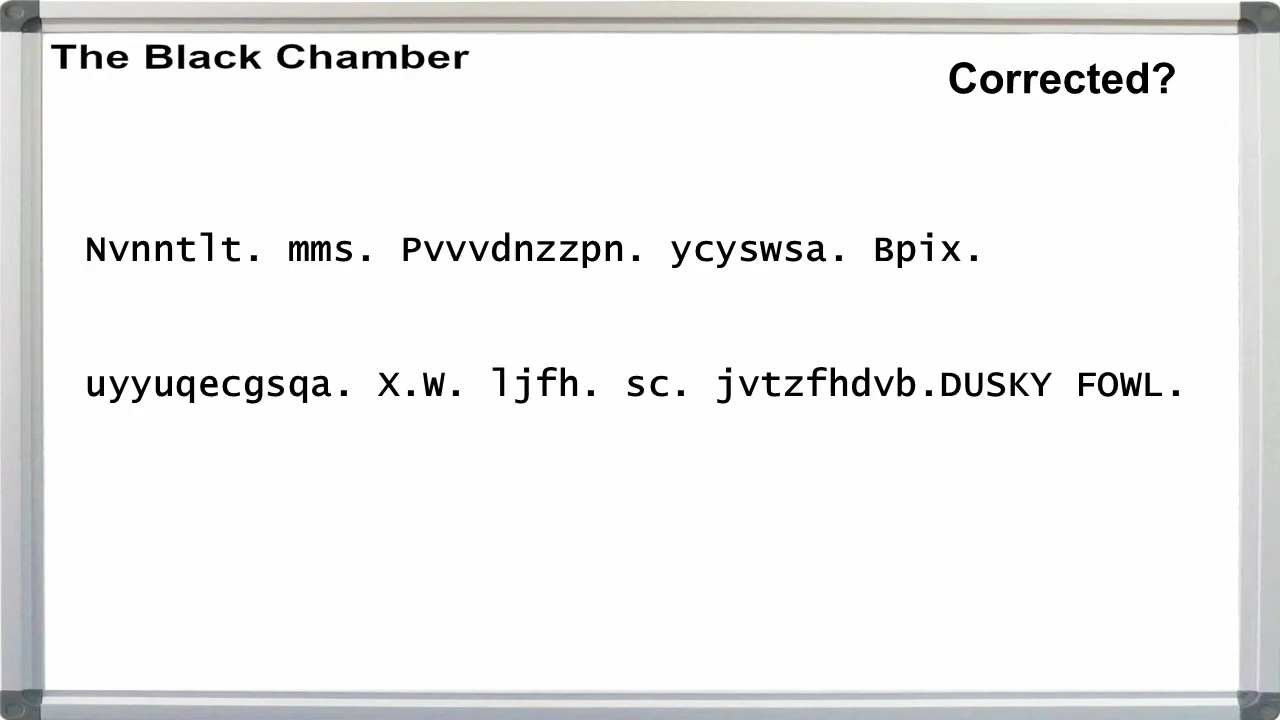 The Black Chamber
Corrected?
Nvnntlt. mms. Pvvvdnzzpn. ycyswsa. Bpix.
uyyuqecgsqa. X.W. ljfh. sc. jvtzfhdvb.DUSKY FOWL.